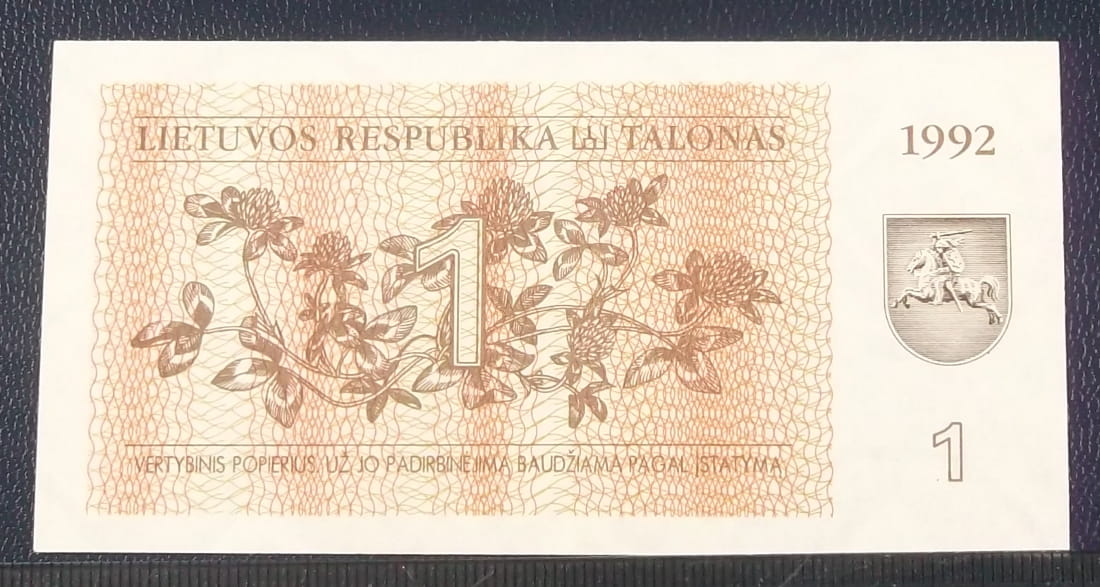 LIETUVOS RESPUBLIKA TALONAS
1992
1
VERTYBINIS POPIERIUS. UŽ JO PADIRBINĖJIMĄ BAUDŽIAMA PAGAL ĮSTATYMĄ.
1